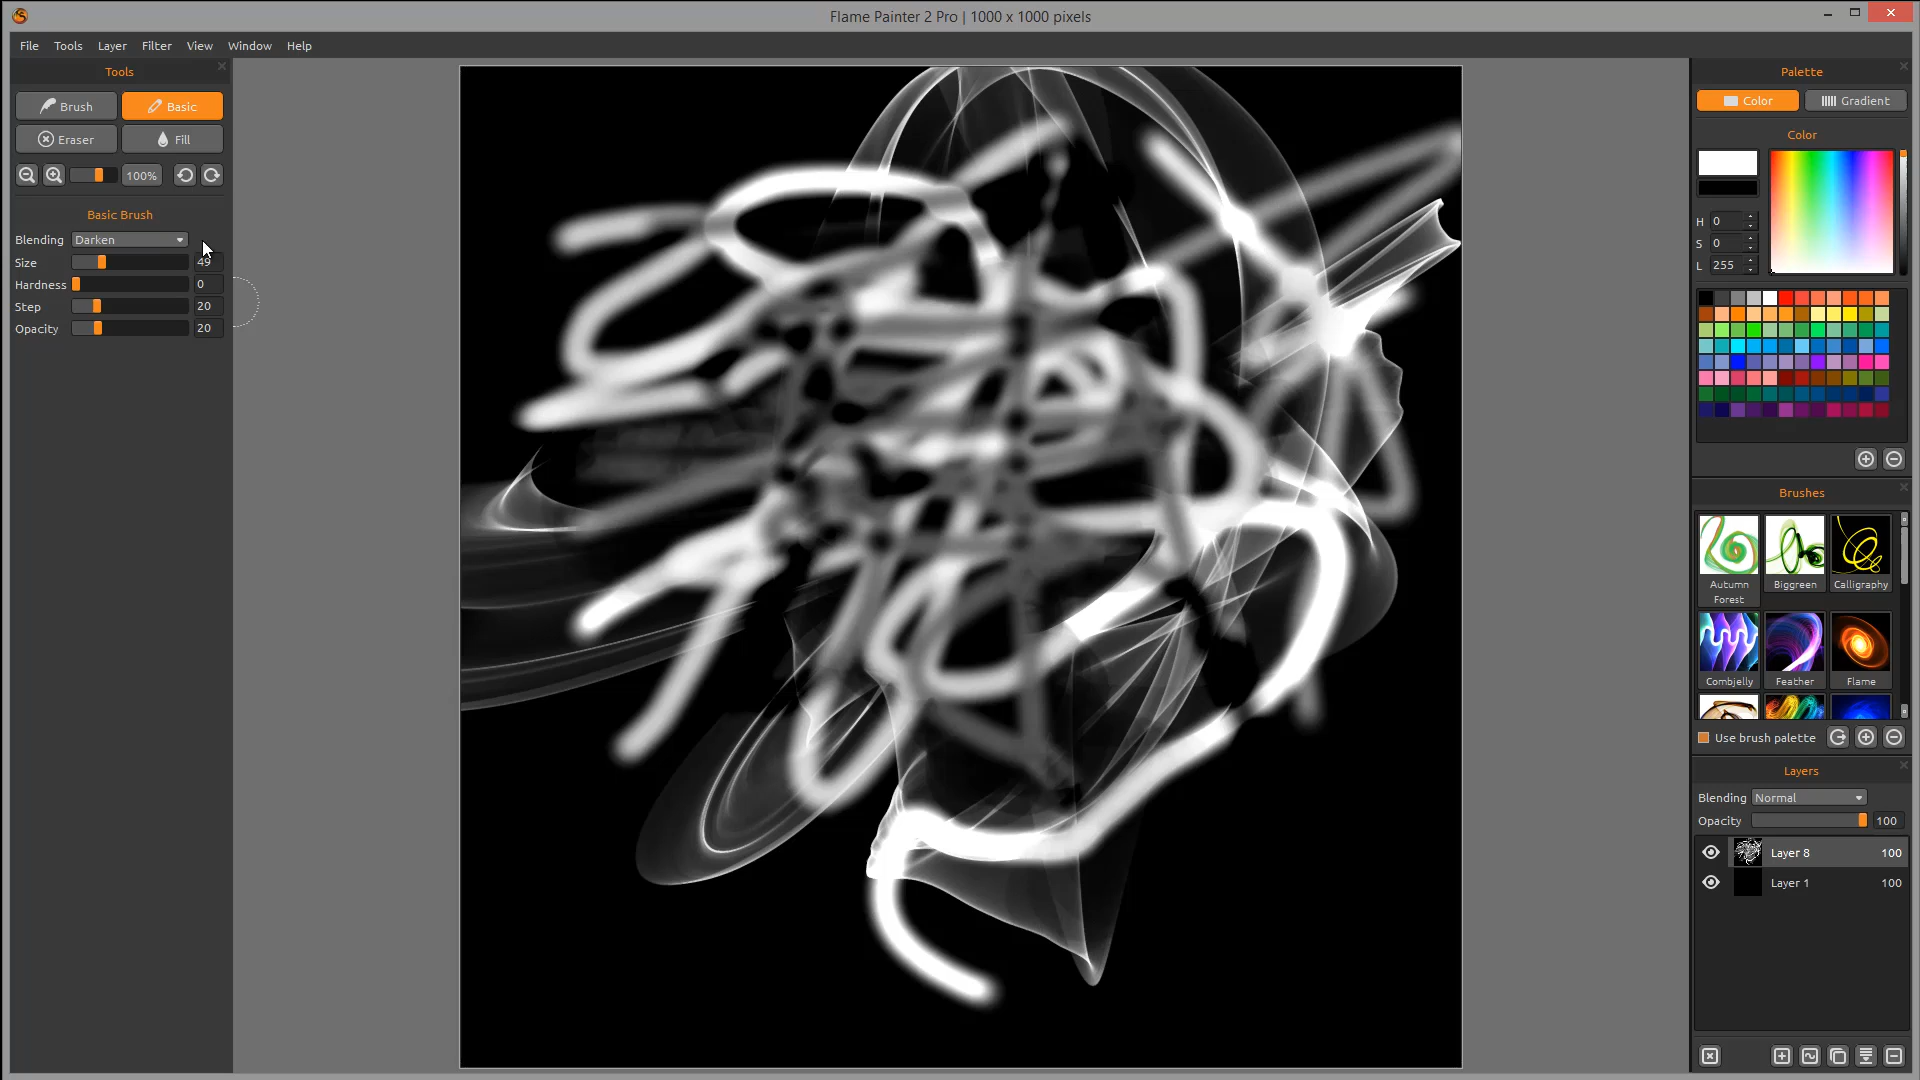 Flame Painter 2 Pro | 1000 x 1000 pixels
File Tools Layer Filter View Window Help
Tools
Brush Basic
Eraser Fill
100%
Basic Brush
Blending Darken
Size 49
Hardness 0
Step 20
Opacity 20
Palette
Color Gradient
Color
H 0
S 0
L 255
Brushes
Autumn Forest
Biggreen
Calligraphy
Combjelly
Feather
Flame
Use brush palette
Layers
Blending Normal
Opacity 100
Layer 8 100
Layer 1 100